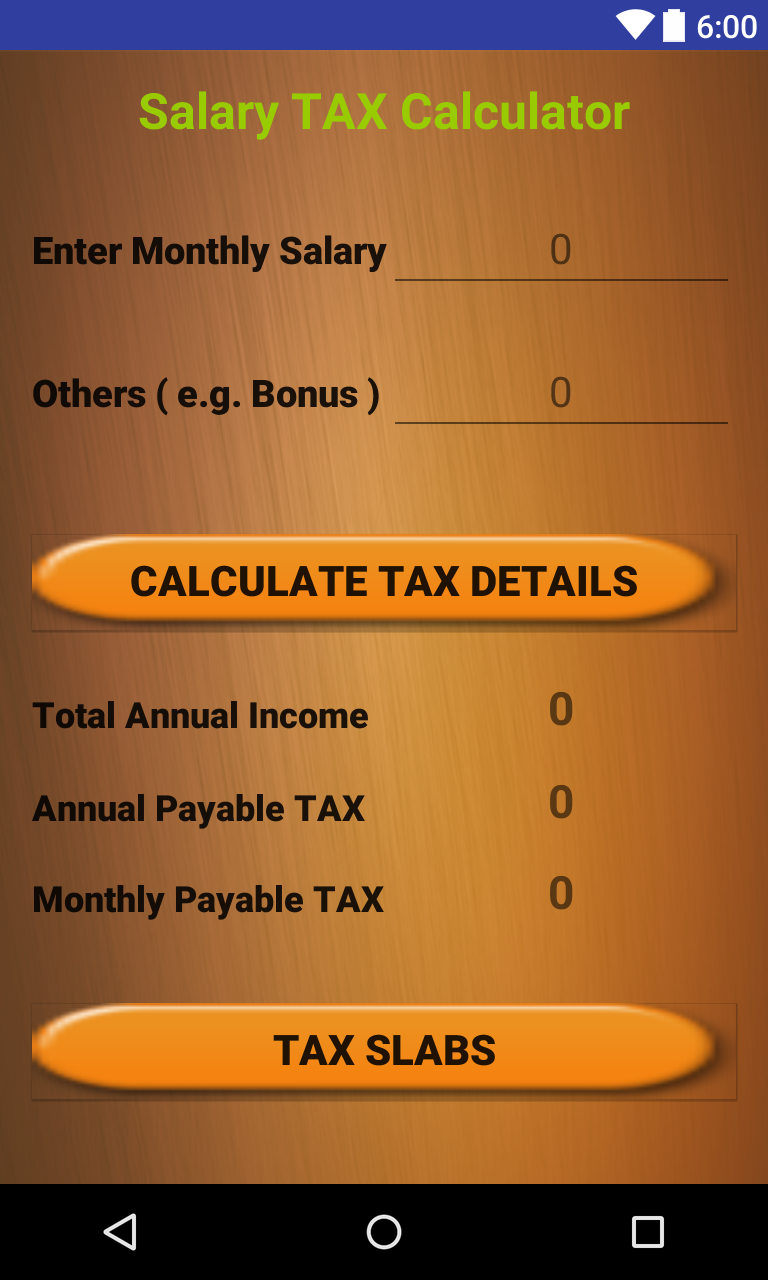 6:00
Salary TAX Calculator
Enter Monthly Salary 0
Others ( e.g. Bonus ) 0
CALCULATE TAX DETAILS
Total Annual Income 0
Annual Payable TAX 0
Monthly Payable TAX 0
TAX SLABS